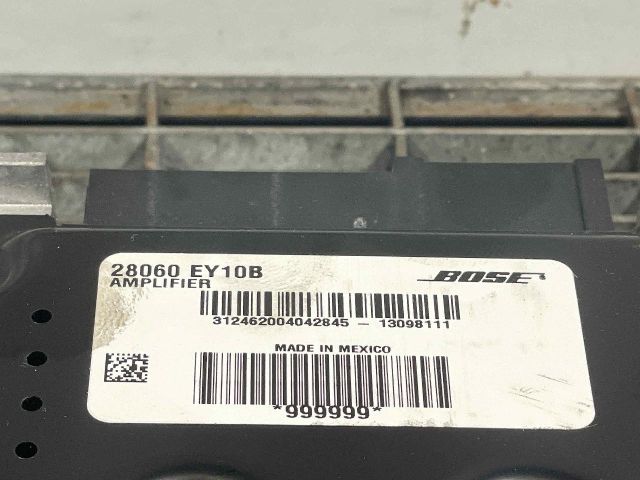 28060 EY10B
AMPLIFIER
BOSE
312462004042845 - 13098111
MADE IN MEXICO
*999999*